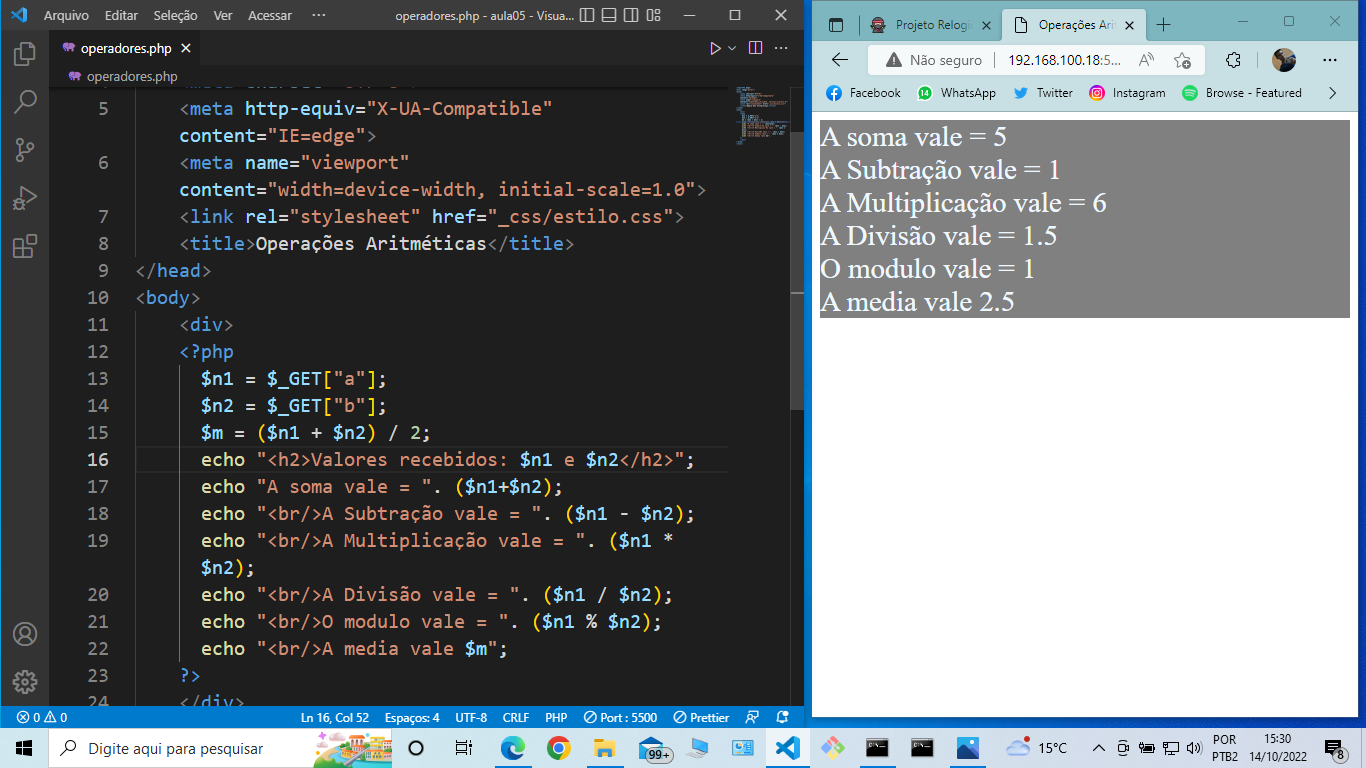 Arquivo Editar Seleção Ver Acessar ··· operadores.php - aula05 - Visua...
operadores.php
operadores.php
5 <meta http-equiv="X-UA-Compatible"
content="IE=edge">
6 <meta name="viewport"
content="width=device-width, initial-scale=1.0">
7 <link rel="stylesheet" href="_css/estilo.css">
8 <title>Operações Aritméticas</title>
9 </head>
10 <body>
11 <div>
12 <?php
13 $n1 = $_GET["a"];
14 $n2 = $_GET["b"];
15 $m = ($n1 + $n2) / 2;
16 echo "<h2>Valores recebidos: $n1 e $n2</h2>";
17 echo "A soma vale = ". ($n1+$n2);
18 echo "<br/>A Subtração vale = ". ($n1 - $n2);
19 echo "<br/>A Multiplicação vale = ". ($n1 *
$n2);
20 echo "<br/>A Divisão vale = ". ($n1 / $n2);
21 echo "<br/>O modulo vale = ". ($n1 % $n2);
22 echo "<br/>A media vale $m";
23 ?>
24 </div>
0 0 Ln 16, Col 52 Espaços: 4 UTF-8 CRLF PHP Port : 5500 Prettier
Projeto Relogi Operações Ari
Não seguro 192.168.100.18:5...
Facebook WhatsApp Twitter Instagram Browse - Featured
A soma vale = 5
A Subtração vale = 1
A Multiplicação vale = 6
A Divisão vale = 1.5
O modulo vale = 1
A media vale 2.5
Digite aqui para pesquisar 99+ 15°C POR 15:30
PTB2 14/10/2022 8